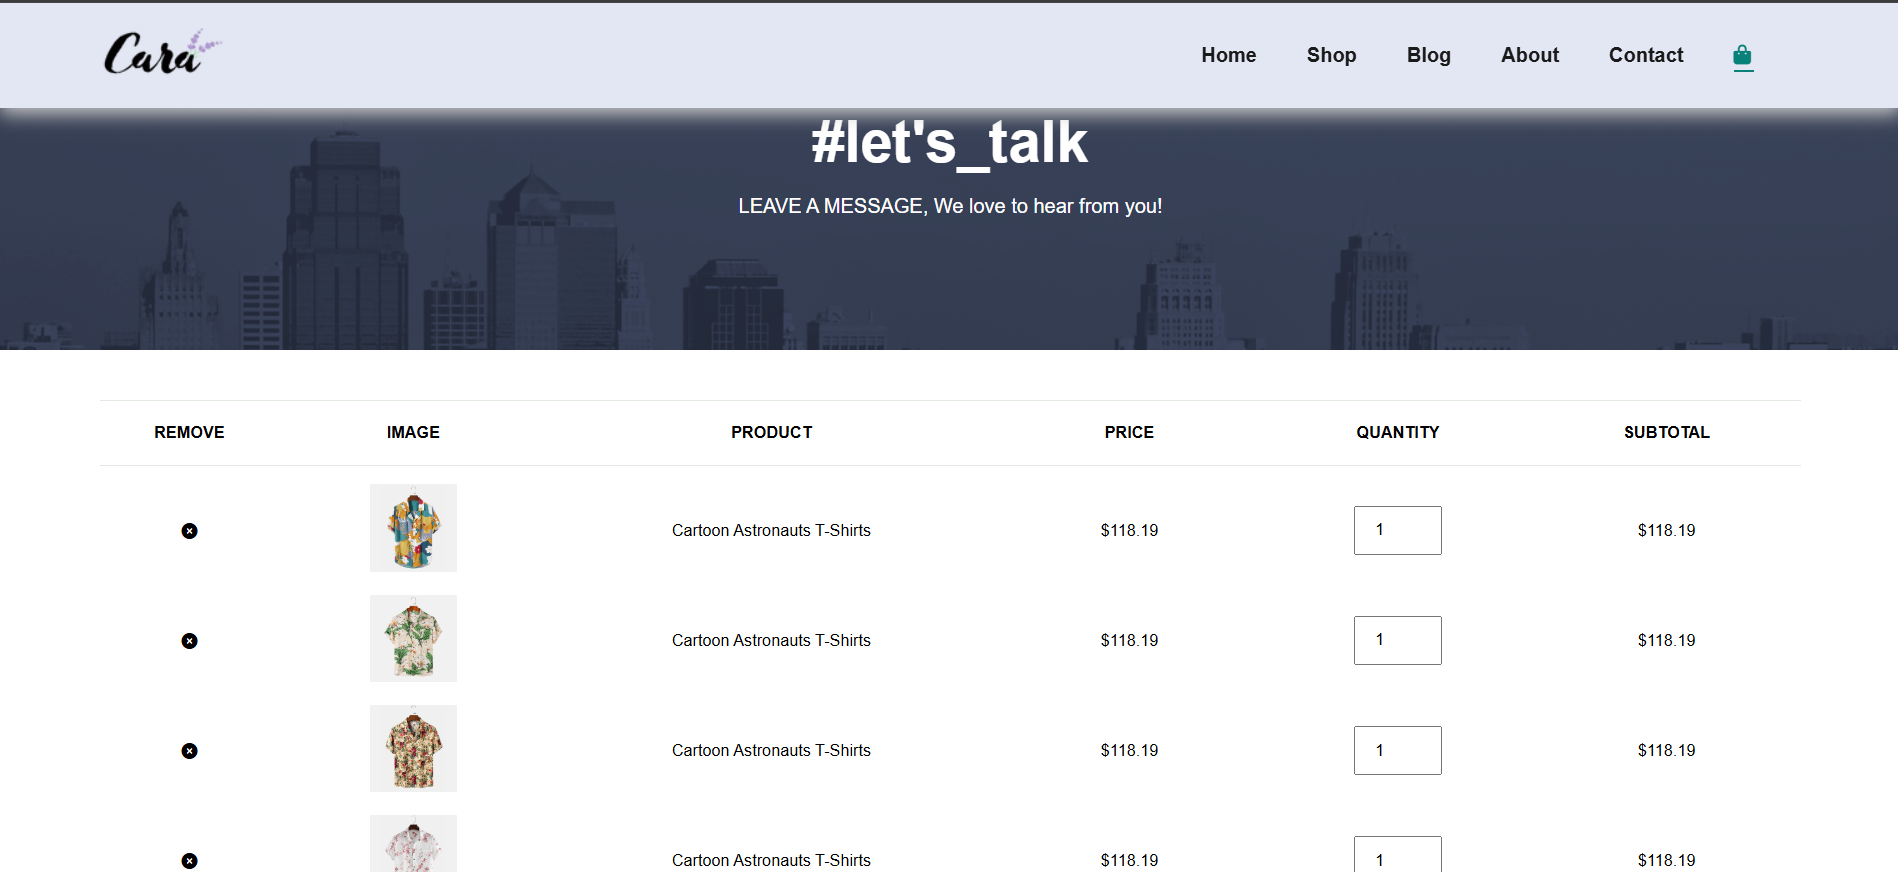 Cara
Home Shop Blog About Contact
#let's_talk
LEAVE A MESSAGE, We love to hear from you!
REMOVE IMAGE PRODUCT PRICE QUANTITY SUBTOTAL
Cartoon Astronauts T-Shirts $118.19 1 $118.19
Cartoon Astronauts T-Shirts $118.19 1 $118.19
Cartoon Astronauts T-Shirts $118.19 1 $118.19
Cartoon Astronauts T-Shirts $118.19 1 $118.19